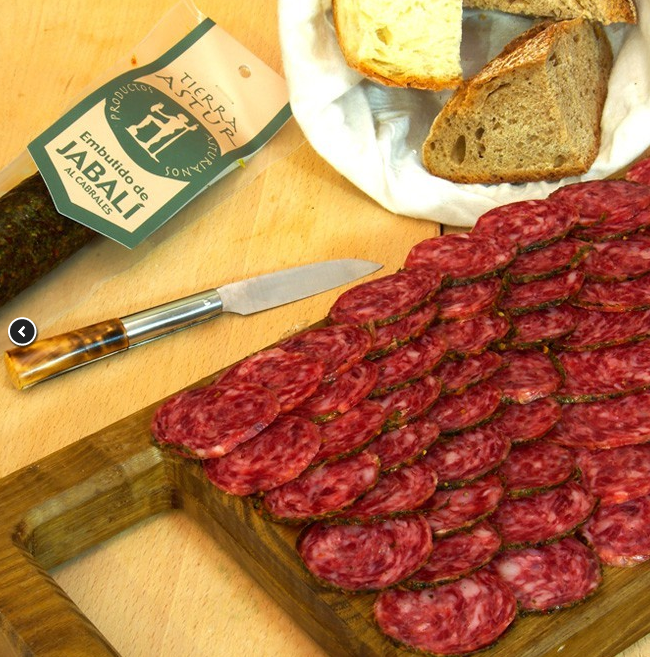 TIERRA
ASTUR
PRODUCTOS ASTURIANOS
Embutido de
JABALÍ
AL CABRALES